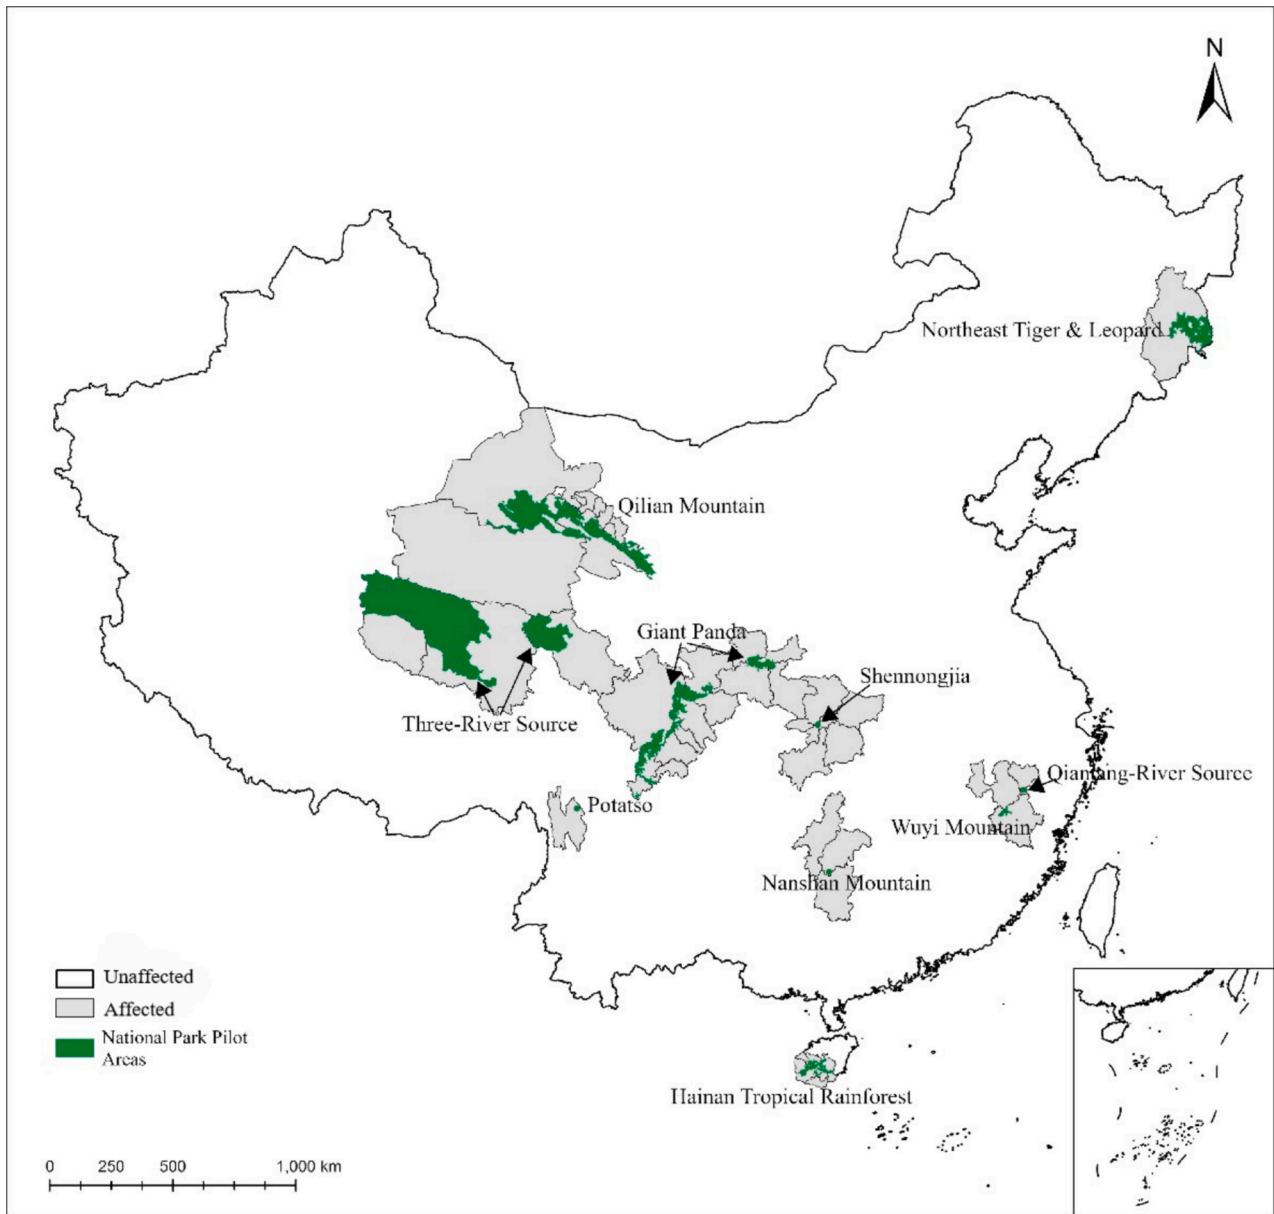 N
Northeast Tiger & Leopard
Qilian Mountain
Giant Panda
Shennongjia
Three-River Source
Qiantang-River Source
Potatso
Wuyi Mountain
Nanshan Mountain
Unaffected
Affected
National Park Pilot
Areas
Hainan Tropical Rainforest
0 250 500 1,000 km